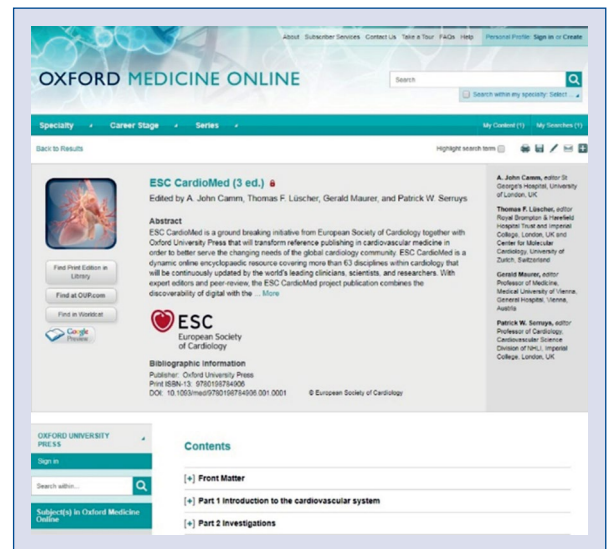 About Subscriber Services Contact Us Take a Tour FAQs Help Personal Profile: Sign in or Create
OXFORD MEDICINE ONLINE
Search
Search within my specialty: Select ...
Specialty Career Stage Series My Content (1) My Searches (1)
Back to Results Highlight search term
ESC CardioMed (3 ed.)
Edited by A. John Camm, Thomas F. Lüscher, Gerald Maurer, and Patrick W. Serruys
Abstract
ESC CardioMed is a ground breaking initiative from European Society of Cardiology together with
Oxford University Press that will transform reference publishing in cardiovascular medicine in
order to better serve the changing needs of the global cardiology community. ESC CardioMed is a
dynamic online encyclopaedic resource covering more than 63 disciplines within cardiology that
will be continuously updated by the world's leading clinicians, scientists, and researchers. With
expert editors and peer-review, the ESC CardioMed project publication combines the
discoverability of digital with the ... More
Find Print Edition in
Library
Find at OUP.com
Find in Worldcat
Google
Preview
ESC
European Society
of Cardiology
Bibliographic Information
Publisher: Oxford University Press
Print ISBN-13: 9780198784906
DOI: 10.1093/med/9780198784906.001.0001 © European Society of Cardiology
A. John Camm, editor St
George's Hospital, University
of London, UK
Thomas F. Lüscher, editor
Royal Brompton & Harefield
Hospital Trust and Imperial
College, London, UK and
Center for Molecular
Cardiology, University of
Zurich, Switzerland
Gerald Maurer, editor
Professor of Medicine,
Medical University of Vienna,
General Hospital, Vienna,
Austria
Patrick W. Serruys, editor
Professor of Cardiology,
Cardiovascular Science
Division of NHLI, Imperial
College, London, UK
OXFORD UNIVERSITY
PRESS
Sign in
Search within...
Subject(s) in Oxford Medicine
Online
Contents
[+] Front Matter
[+] Part 1 Introduction to the cardiovascular system
[+] Part 2 Investigations